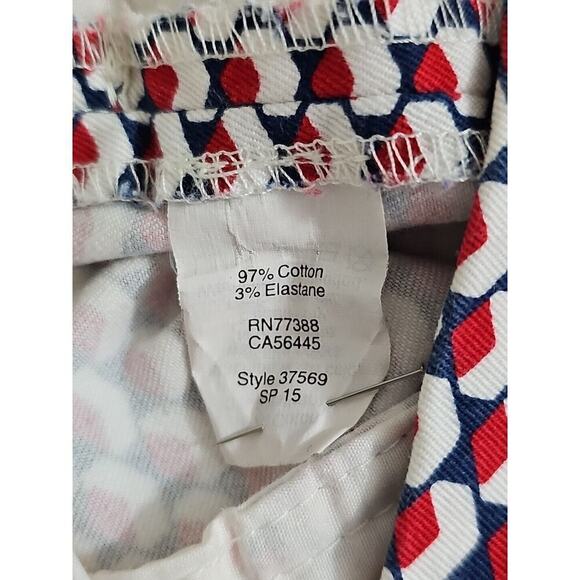 97% Cotton
3% Elastane
RN77388
CA56445
Style 37569
SP 15